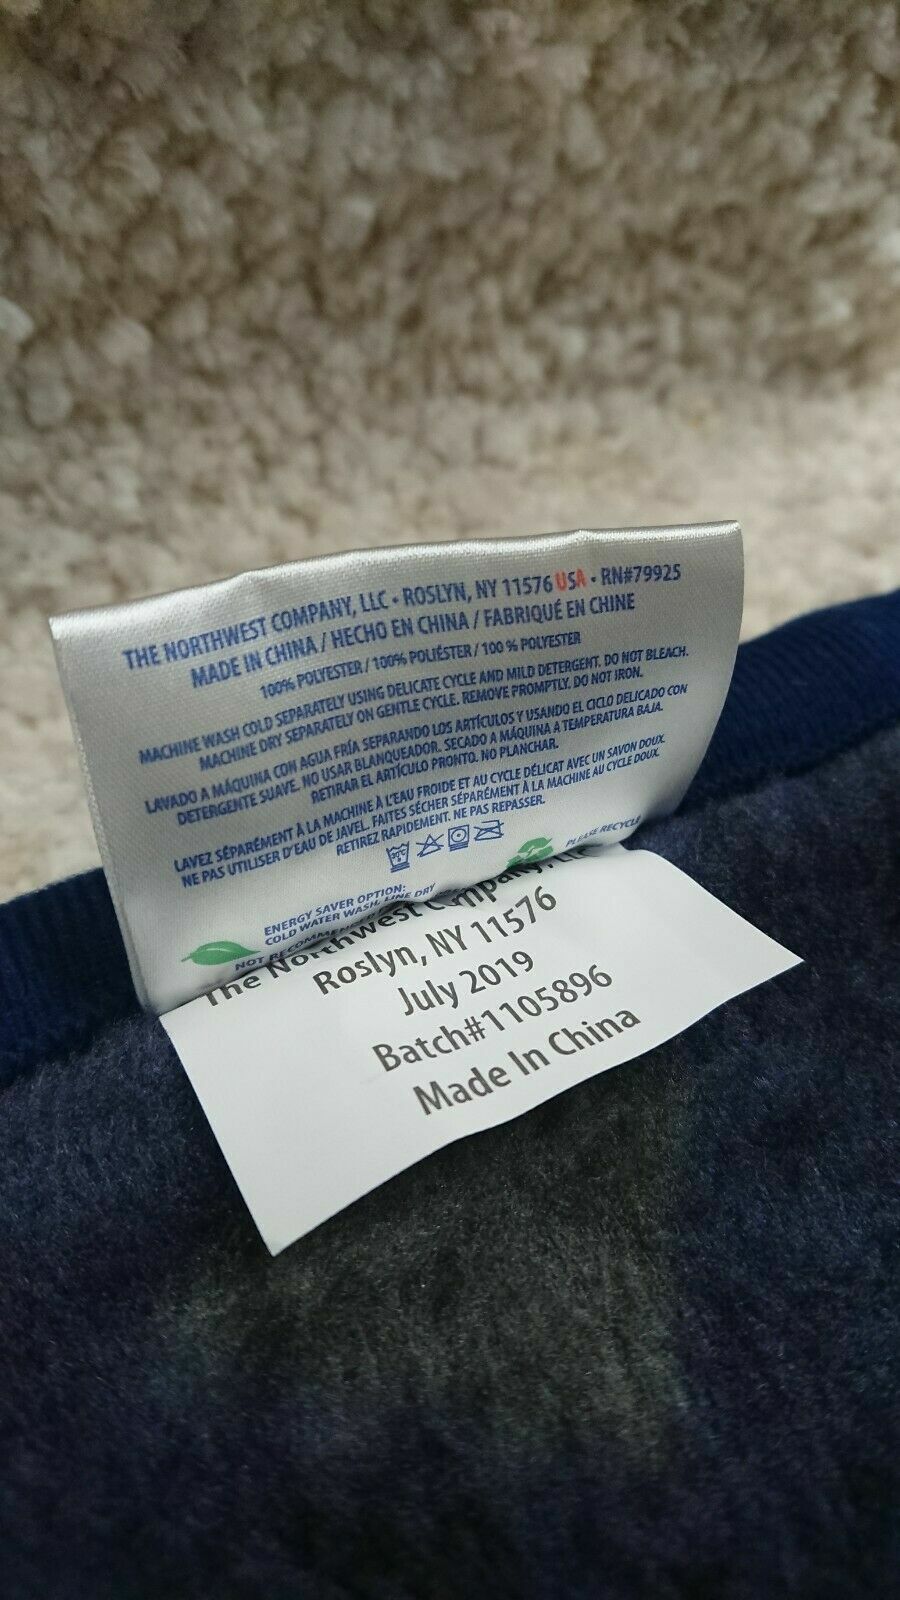 THE NORTHWEST COMPANY, LLC • ROSLYN, NY 11576 USA • RN#79925
MADE IN CHINA / HECHO EN CHINA / FABRIQUÉ EN CHINE
100% POLYESTER / 100% POLIÉSTER / 100 % POLYESTER
MACHINE WASH COLD SEPARATELY USING DELICATE CYCLE AND MILD DETERGENT. DO NOT BLEACH.
MACHINE DRY SEPARATELY ON GENTLE CYCLE. REMOVE PROMPTLY. DO NOT IRON.
LAVADO A MÁQUINA CON AGUA FRÍA SEPARANDO LOS ARTÍCULOS Y USANDO EL CICLO DELICADO CON
DETERGENTE SUAVE. NO USAR BLANQUEADOR. SECADO A MÁQUINA A TEMPERATURA BAJA.
RETIRAR EL ARTÍCULO PRONTO. NO PLANCHAR.
LAVEZ SÉPARÉMENT À LA MACHINE À L'EAU FROIDE ET AU CYCLE DÉLICAT AVEC UN SAVON DOUX.
NE PAS UTILISER D'EAU DE JAVEL. FAITES SÉCHER SÉPARÉMENT À LA MACHINE AU CYCLE DOUX.
RETIREZ RAPIDEMENT. NE PAS REPASSER.
30°C
PLEASE RECYCLE
ENERGY SAVER OPTION:
COLD WATER WASH, LINE DRY
NOT RECOMMENDED
The Northwest Company,
Roslyn, NY 11576
July 2019
Batch#1105896
Made In China